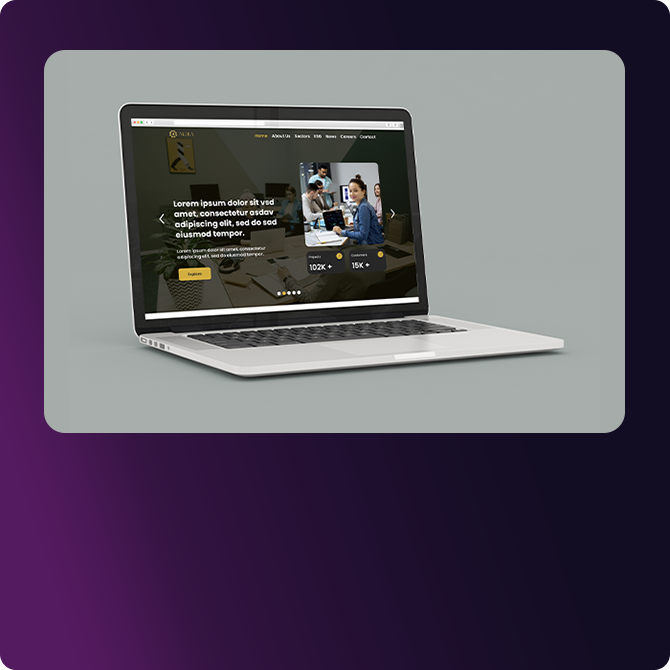 Home About Us Sectors ESG News Careers Contact
Lorem ipsum dolor sit vsd
amet, consectetur asdav
adipiscing elit, sed do sad
eiusmod tempor.
Lorem ipsum dolor sit amet, consectetur
adipiscing elit, sed do eiusmod tempor.
Explore
Projects
102K +
Customers
15K +